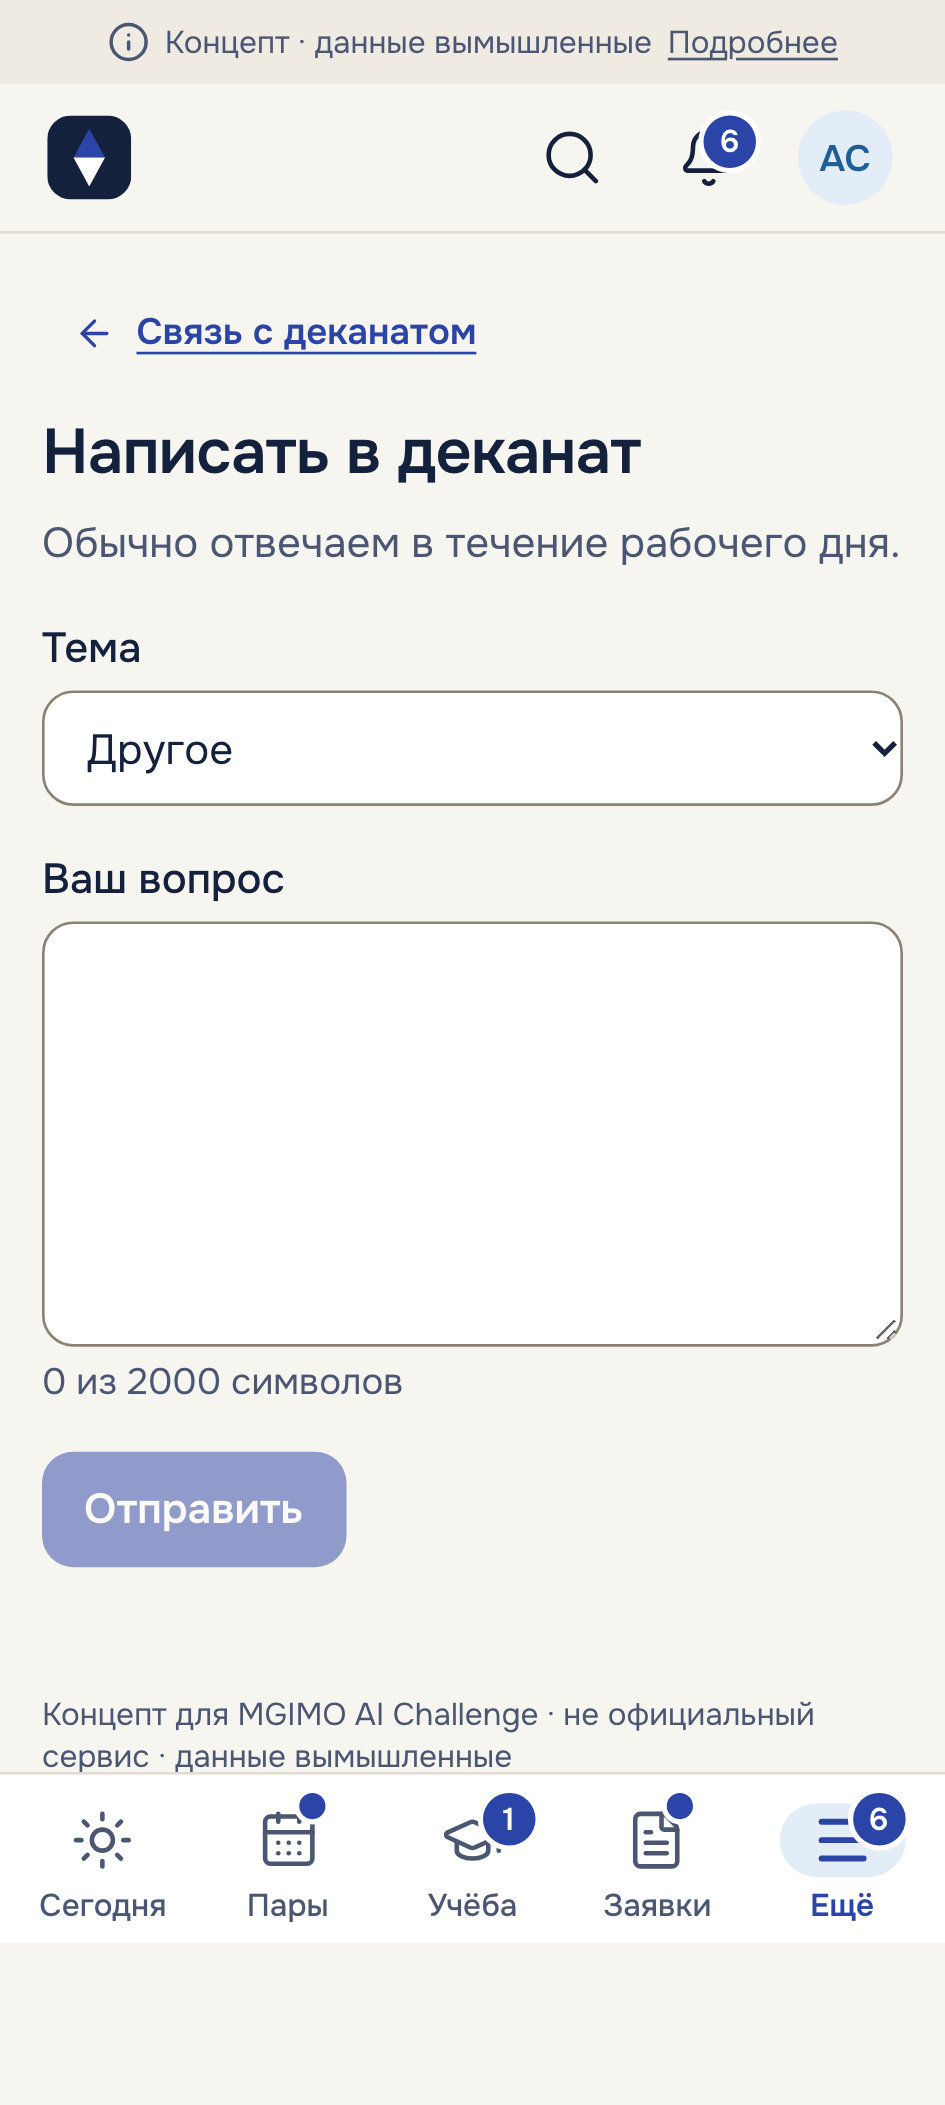 Концепт · данные вымышленные Подробнее
6
АС
Связь с деканатом
Написать в деканат
Обычно отвечаем в течение рабочего дня.
Тема
Другое
Ваш вопрос
0 из 2000 символов
Отправить
Концепт для MGIMO AI Challenge · не официальный
сервис · данные вымышленные
1
6
Сегодня Пары Учёба Заявки Ещё